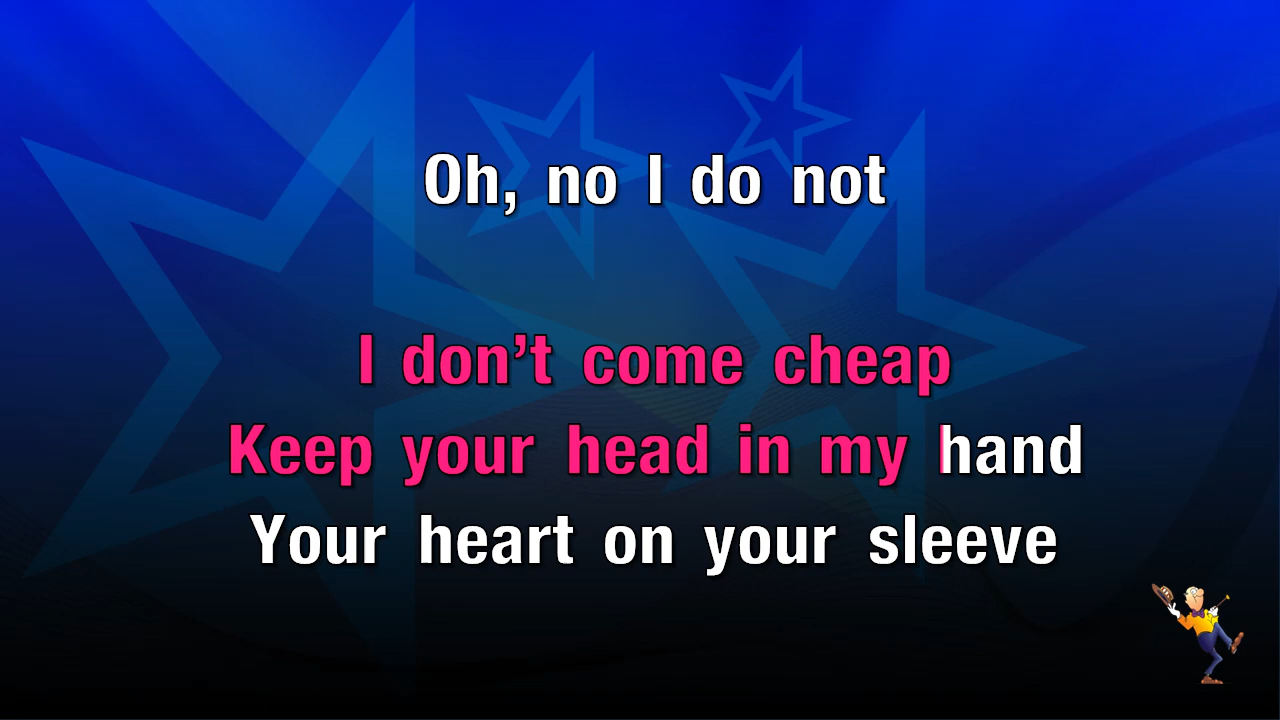 Oh, no I do not
I don’t come cheap
Keep your head in my hand
Your heart on your sleeve